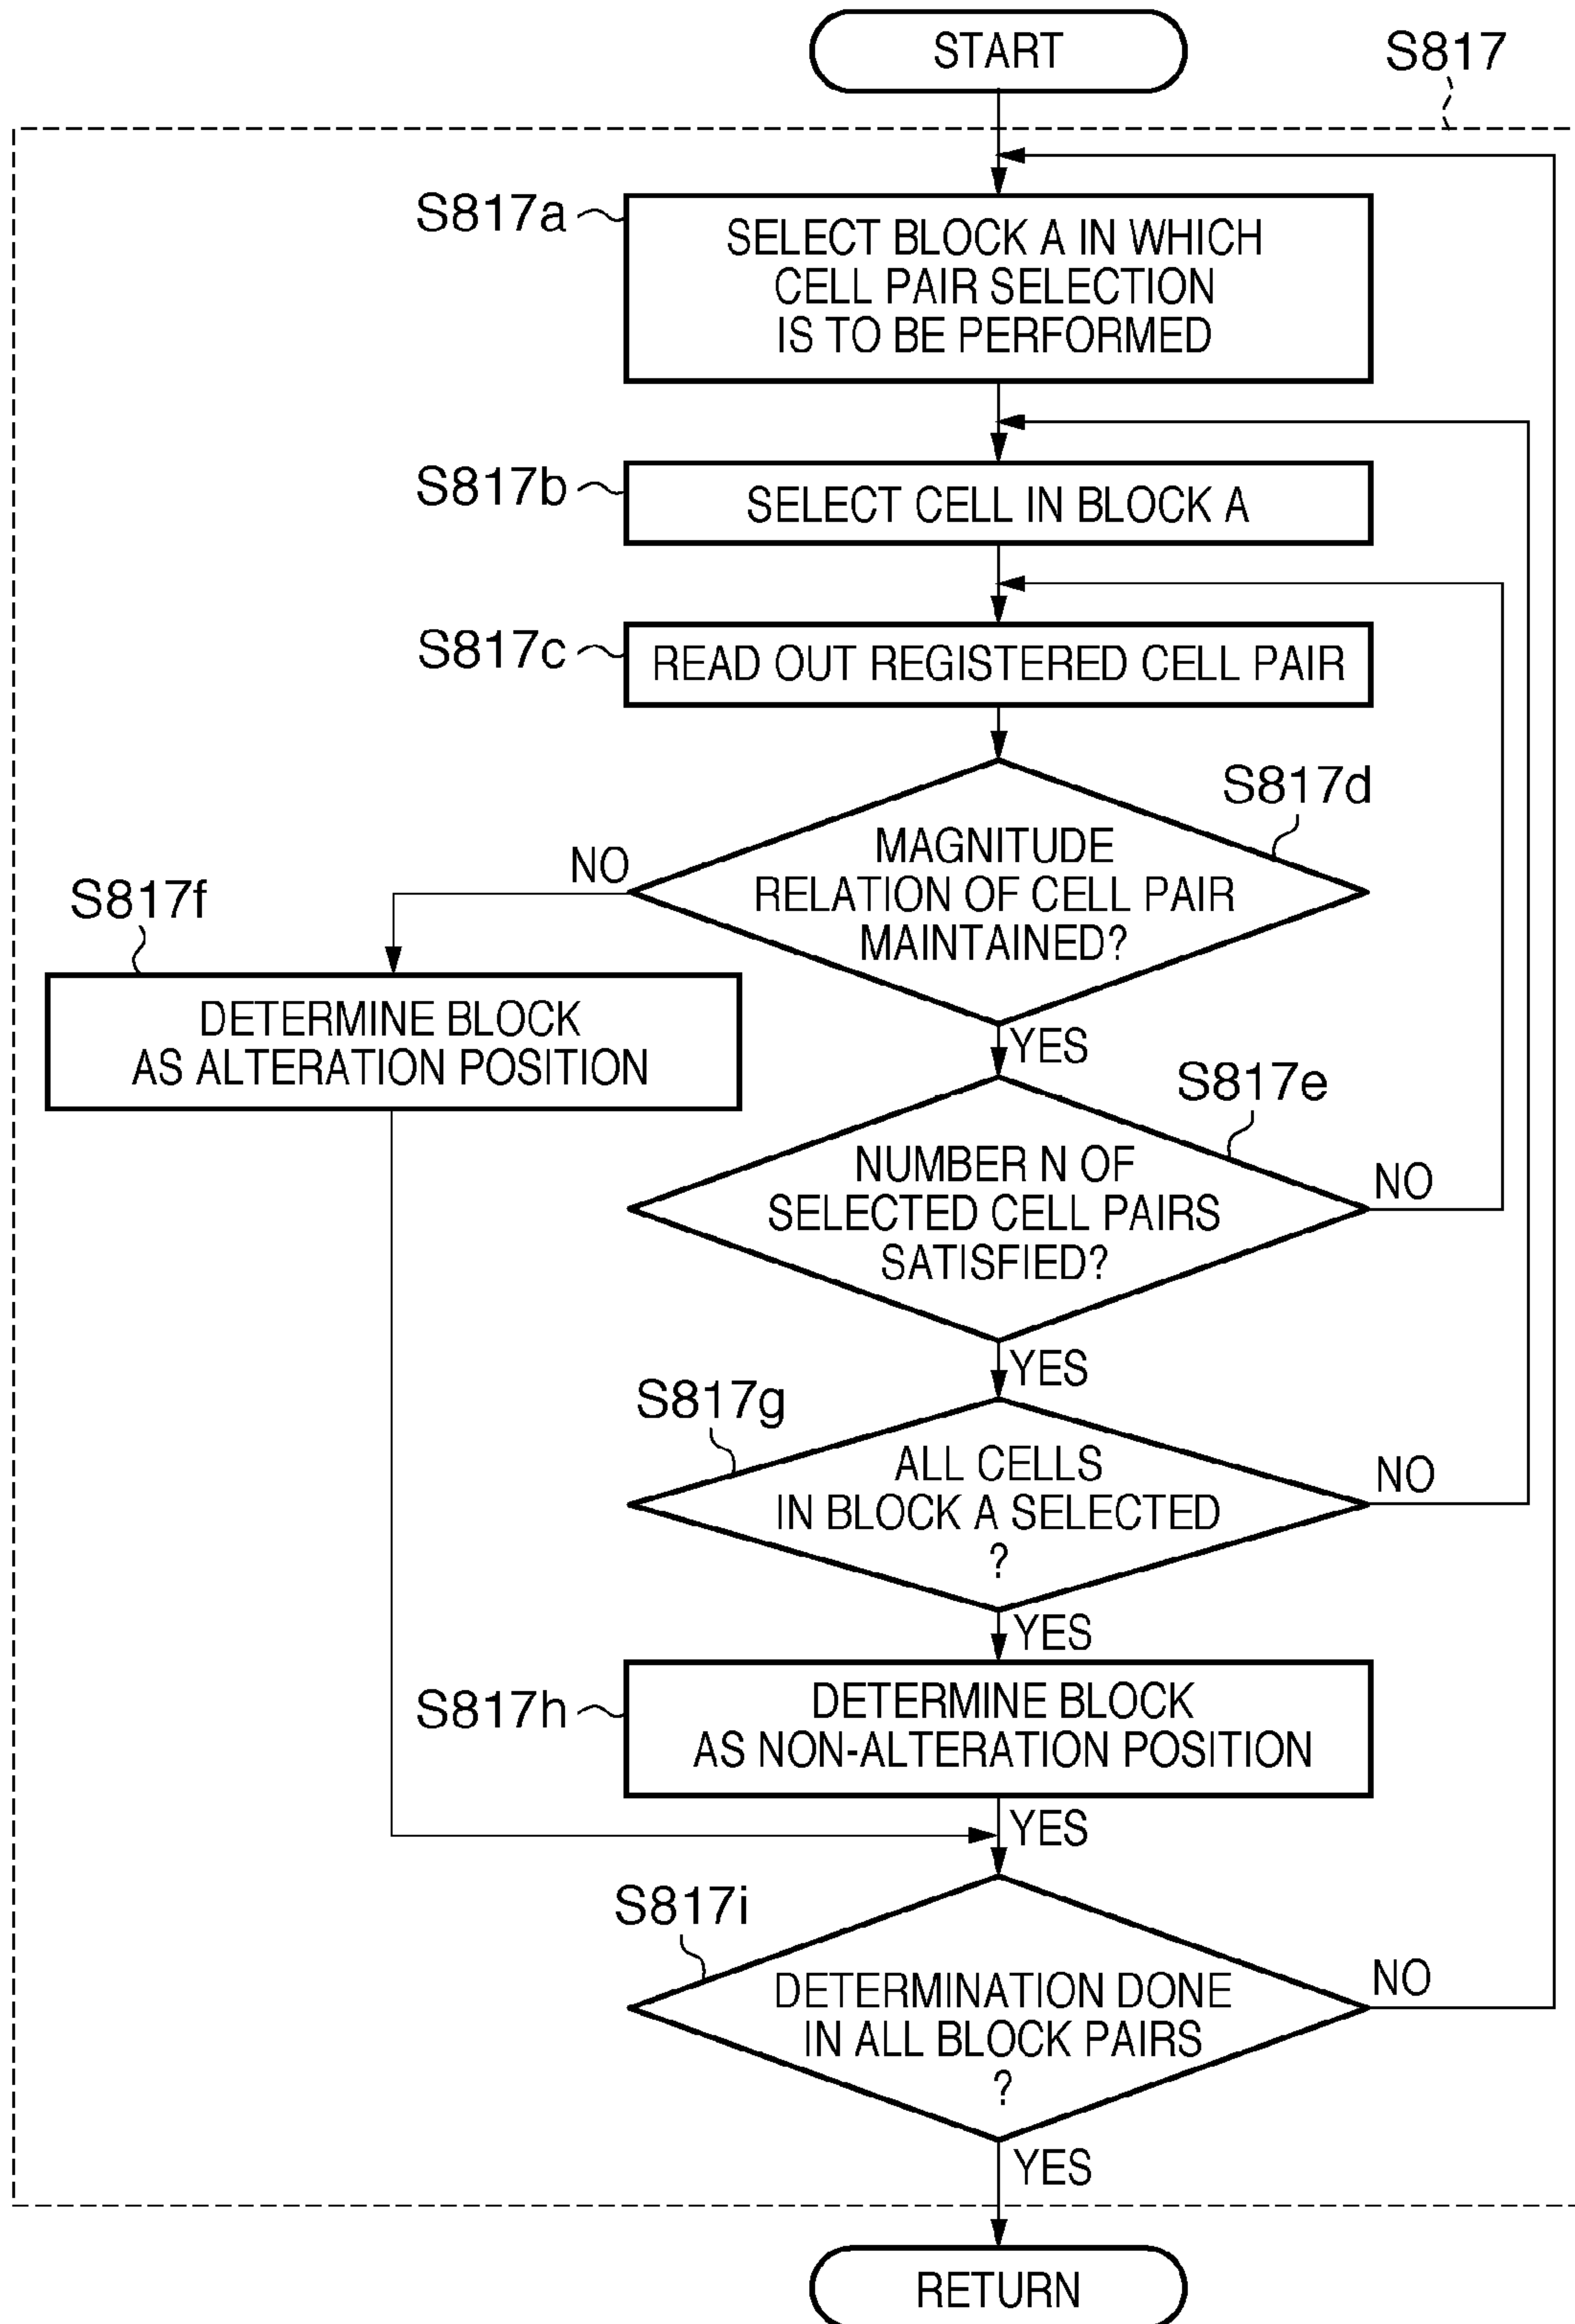 START
S817
S817a
SELECT BLOCK A IN WHICH
CELL PAIR SELECTION
IS TO BE PERFORMED
S817b
SELECT CELL IN BLOCK A
S817c
READ OUT REGISTERED CELL PAIR
S817d
MAGNITUDE
RELATION OF CELL PAIR
MAINTAINED?
NO
S817f
DETERMINE BLOCK
AS ALTERATION POSITION
YES
S817e
NUMBER N OF
SELECTED CELL PAIRS
SATISFIED?
NO
YES
S817g
ALL CELLS
IN BLOCK A SELECTED
?
NO
YES
S817h
DETERMINE BLOCK
AS NON-ALTERATION POSITION
YES
S817i
DETERMINATION DONE
IN ALL BLOCK PAIRS
?
NO
YES
RETURN